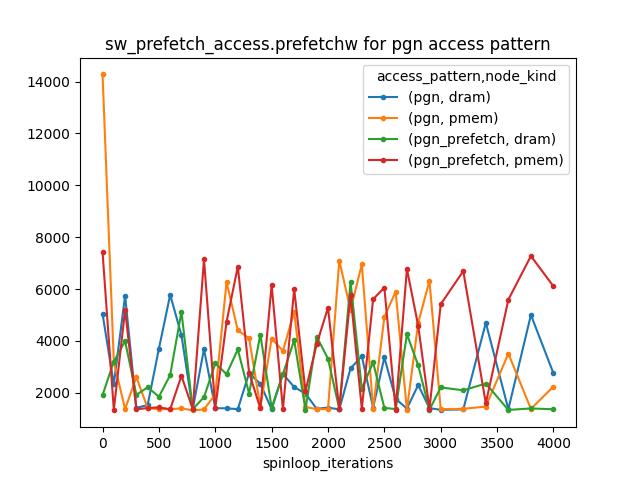 sw_prefetch_access.prefetchw for pgn access pattern
access_pattern,node_kind
(pgn, dram)
(pgn, pmem)
(pgn_prefetch, dram)
(pgn_prefetch, pmem)
14000
12000
10000
8000
6000
4000
2000
0 500 1000 1500 2000 2500 3000 3500 4000
spinloop_iterations